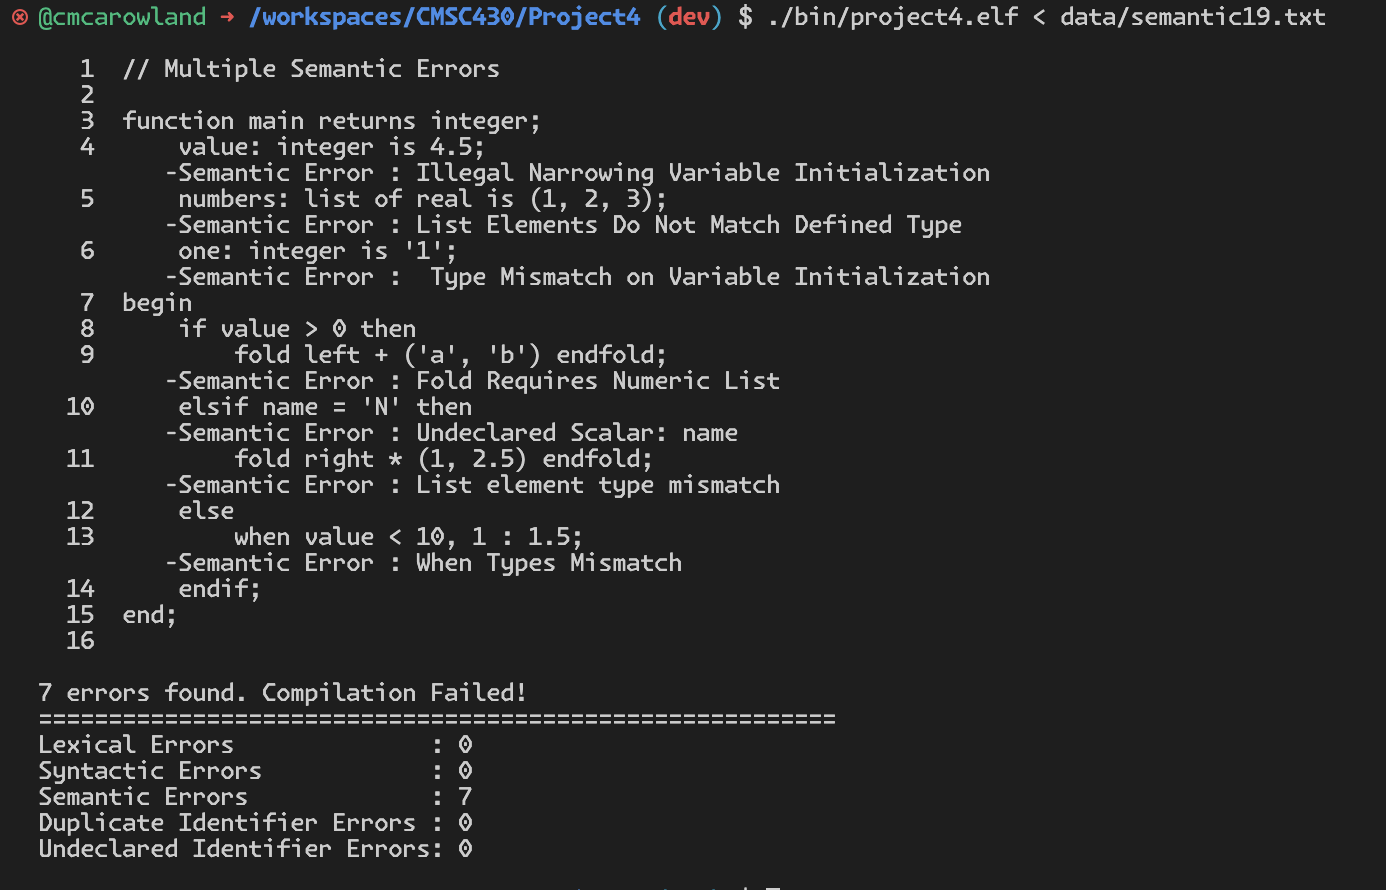 @cmcarowland → /workspaces/CMSC430/Project4 (dev) $ ./bin/project4.elf < data/semantic19.txt
1 // Multiple Semantic Errors
2
3 function main returns integer;
4 value: integer is 4.5;
-Semantic Error : Illegal Narrowing Variable Initialization
5 numbers: list of real is (1, 2, 3);
-Semantic Error : List Elements Do Not Match Defined Type
6 one: integer is '1';
-Semantic Error :  Type Mismatch on Variable Initialization
7 begin
8 if value > 0 then
9 fold left + ('a', 'b') endfold;
-Semantic Error : Fold Requires Numeric List
10 elsif name = 'N' then
-Semantic Error : Undeclared Scalar: name
11 fold right * (1, 2.5) endfold;
-Semantic Error : List element type mismatch
12 else
13 when value < 10, 1 : 1.5;
-Semantic Error : When Types Mismatch
14 endif;
15 end;
16
7 errors found. Compilation Failed!
=========================================================
Lexical Errors : 0
Syntactic Errors : 0
Semantic Errors : 7
Duplicate Identifier Errors : 0
Undeclared Identifier Errors: 0